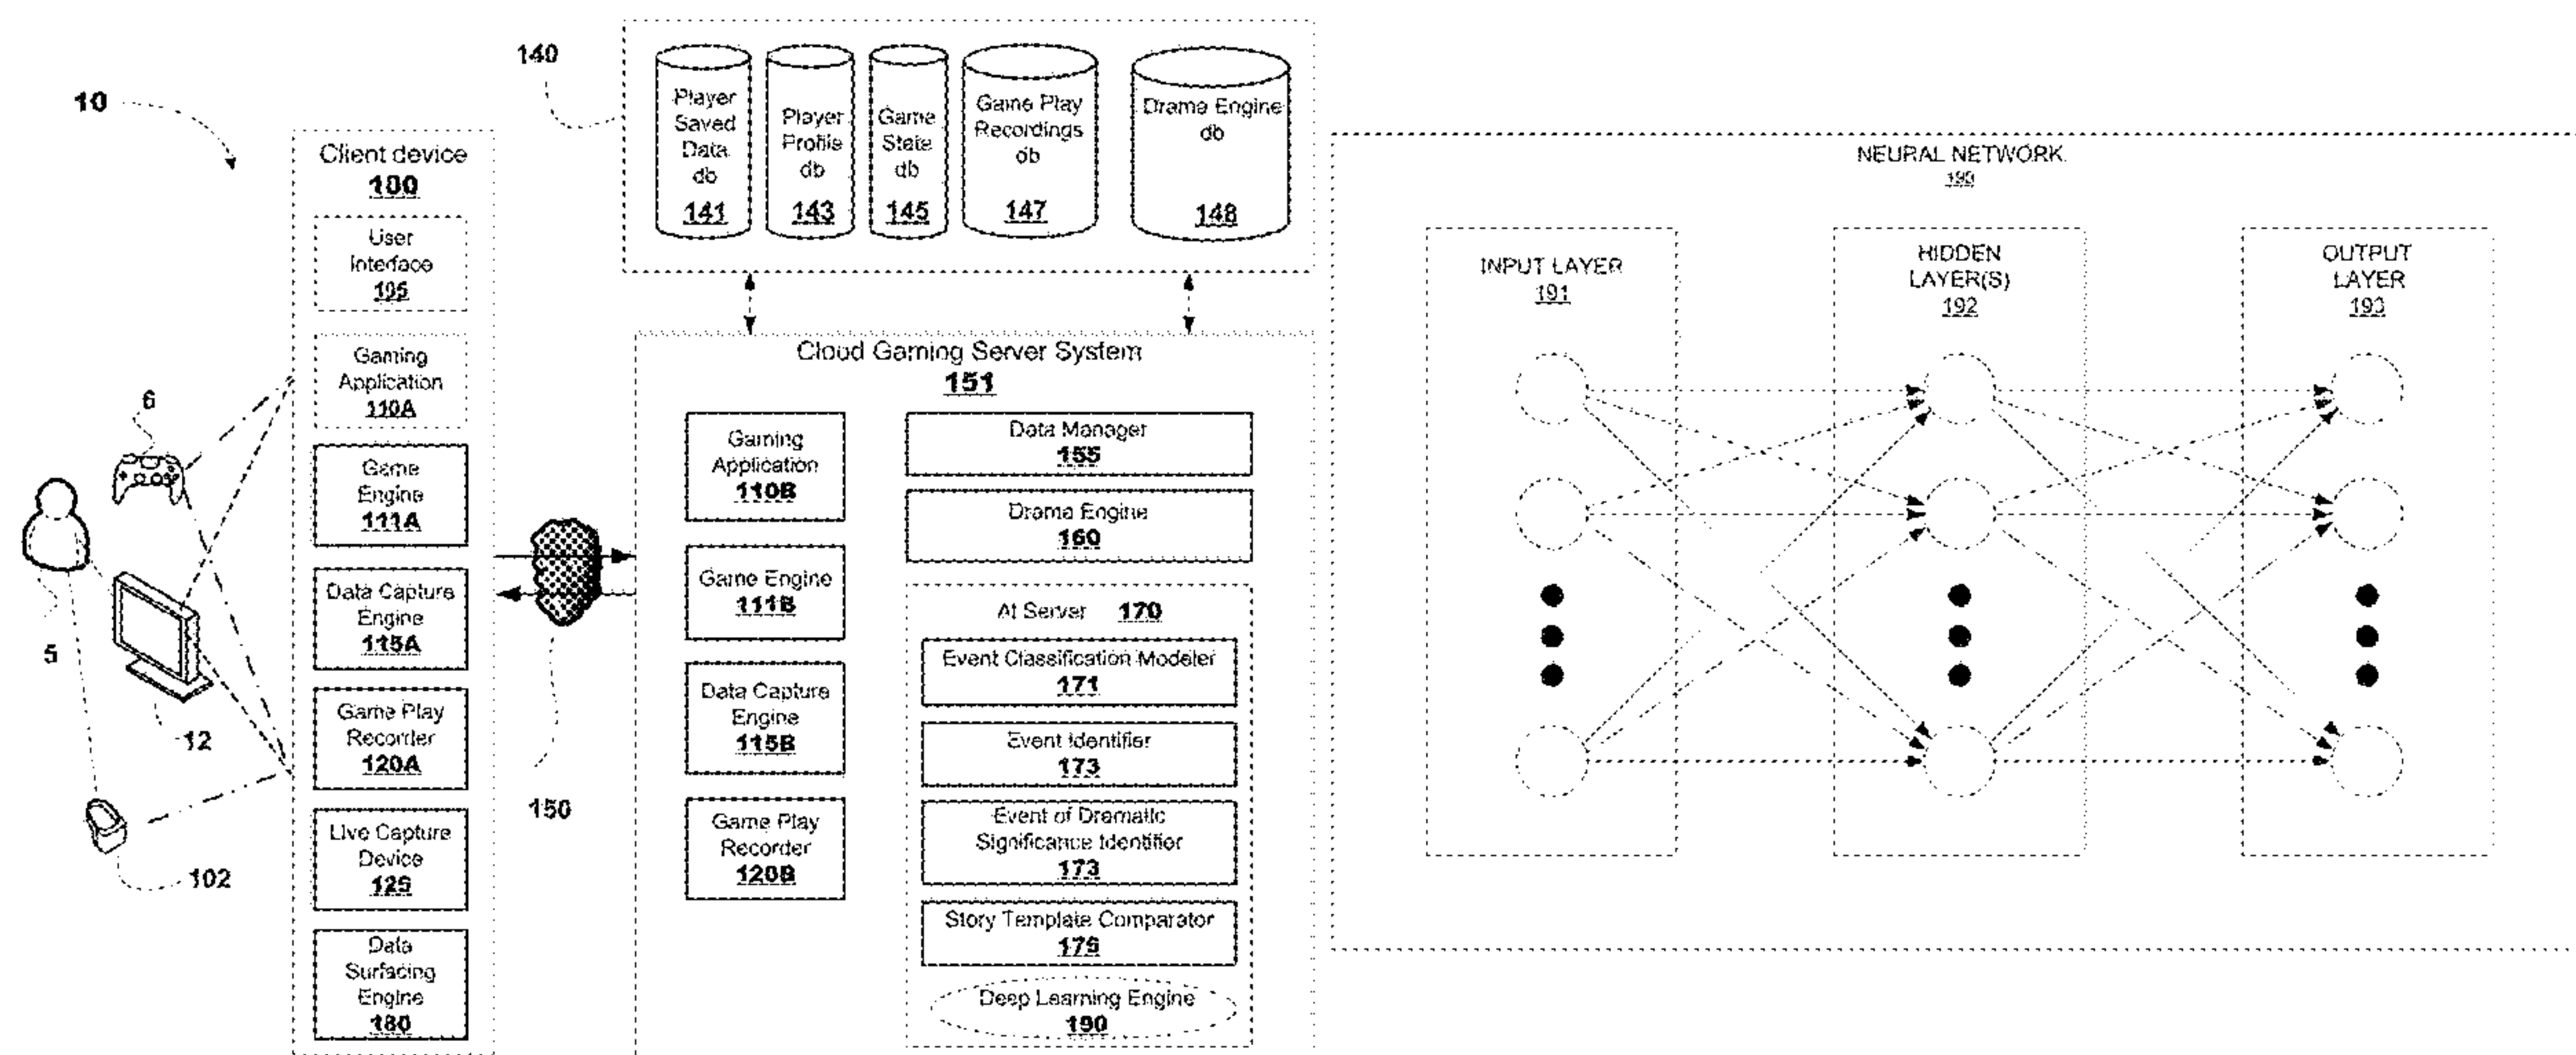 10
140
Player
Saved
Data
db
141
Player
Profile
db
143
Game
State
db
145
Game Play
Recordings
db
147
Drama Engine
db
148
Client device
100
User
Interface
105
Gaming
Application
110A
Game
Engine
111A
Data Capture
Engine
115A
Game Play
Recorder
120A
Live Capture
Device
125
Data
Surfacing
Engine
180
6
5
12
102
150
Cloud Gaming Server System
151
Gaming
Application
110B
Game Engine
111B
Data Capture
Engine
115B
Game Play
Recorder
120B
Data Manager
155
Drama Engine
160
AI Server 170
Event Classification Modeler
171
Event Identifier
173
Event of Dramatic
Significance Identifier
173
Story Template Comparator
175
Deep Learning Engine
190
NEURAL NETWORK
190
INPUT LAYER
191
HIDDEN
LAYER(S)
192
OUTPUT
LAYER
193